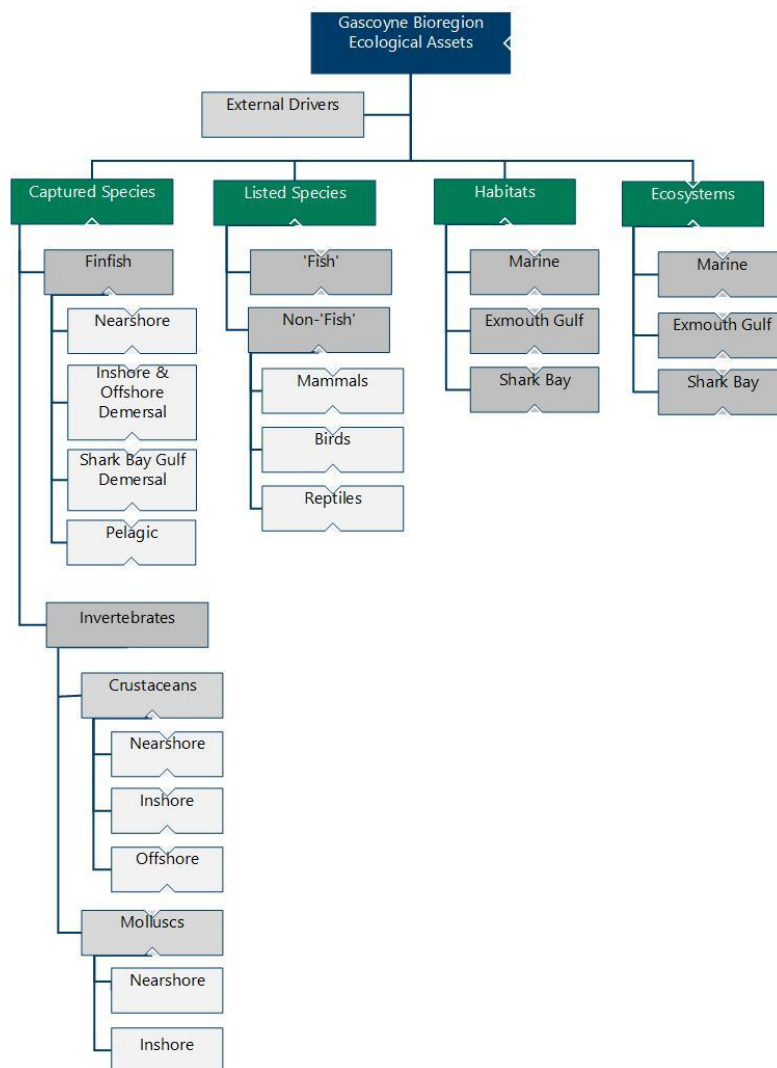 Gascoyne Bioregion
Ecological Assets
External Drivers
Captured Species
Listed Species
Habitats
Ecosystems
Finfish
Nearshore
Inshore &
Offshore
Demersal
Shark Bay Gulf
Demersal
Pelagic
Invertebrates
Crustaceans
Nearshore
Inshore
Offshore
Molluscs
Nearshore
Inshore
'Fish'
Non-'Fish'
Mammals
Birds
Reptiles
Marine
Exmouth Gulf
Shark Bay
Marine
Exmouth Gulf
Shark Bay